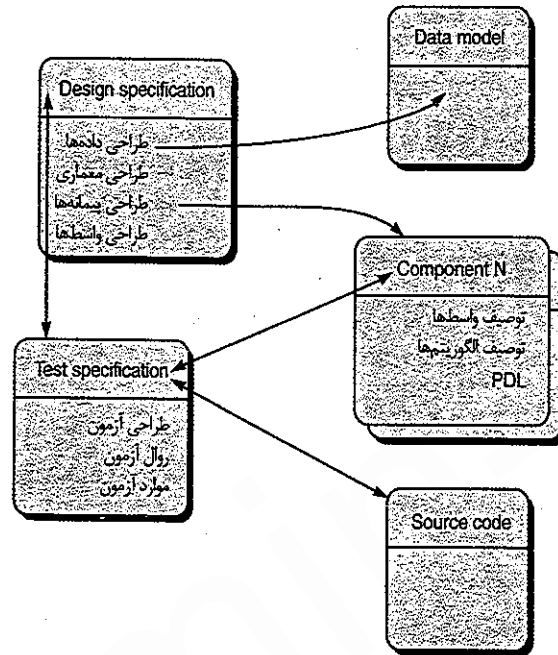 Data model
Design specification
طراحی داده‌ها
طراحی معماری
طراحی پیمانه‌ها
طراحی واسط‌ها
Component N
توصیف واسط‌ها
توصیف الگوریتم‌ها
PDL
Test specification
طراحی آزمون
روال آزمون
موارد آزمون
Source code